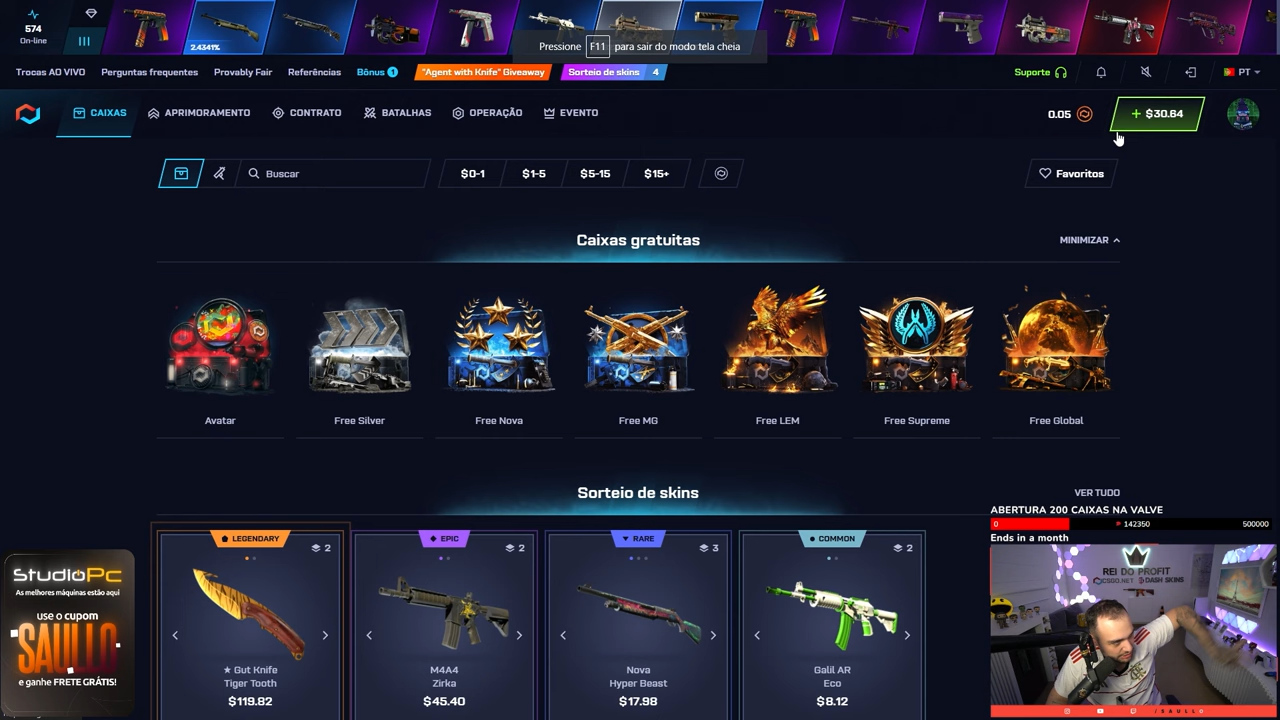 574
On-line
2.4341%
Pressione F11 para sair do modo tela cheia
Trocas AO VIVO
Perguntas frequentes
Provably Fair
Referências
Bônus 1
"Agent with Knife" Giveaway
Sorteio de skins 4
Suporte
PT
CAIXAS
APRIMORAMENTO
CONTRATO
BATALHAS
OPERAÇÃO
EVENTO
0.05
+ $30.64
Buscar
$0-1
$1-5
$5-15
$15+
Favoritos
Caixas gratuitas
MINIMIZAR
Avatar
Free Silver
Free Nova
Free MG
Free LEM
Free Supreme
Free Global
Sorteio de skins
VER TUDO
LEGENDARY
2
★ Gut Knife
Tiger Tooth
$119.82
EPIC
2
M4A4
Zirka
$45.40
RARE
3
Nova
Hyper Beast
$17.98
COMMON
2
Galil AR
Eco
$8.12
STUDIOPC
As melhores máquinas estão aqui
use o cupom
SAULLO
e ganhe FRETE GRÁTIS!
ABERTURA 200 CAIXAS NA VALVE
0
142350
500000
Ends in a month
REI DO PROFIT
CSGO.NET
DASH SKINS
/SAULLO